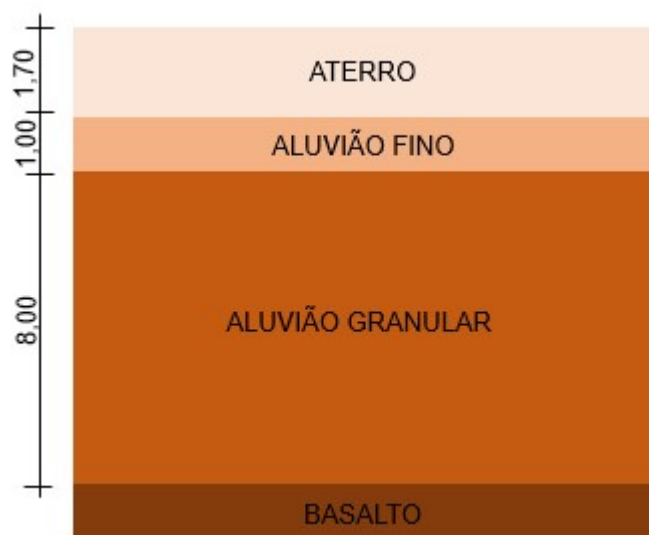 1,70
ATERRO
1,00
ALUVIÃO FINO
8,00
ALUVIÃO GRANULAR
BASALTO